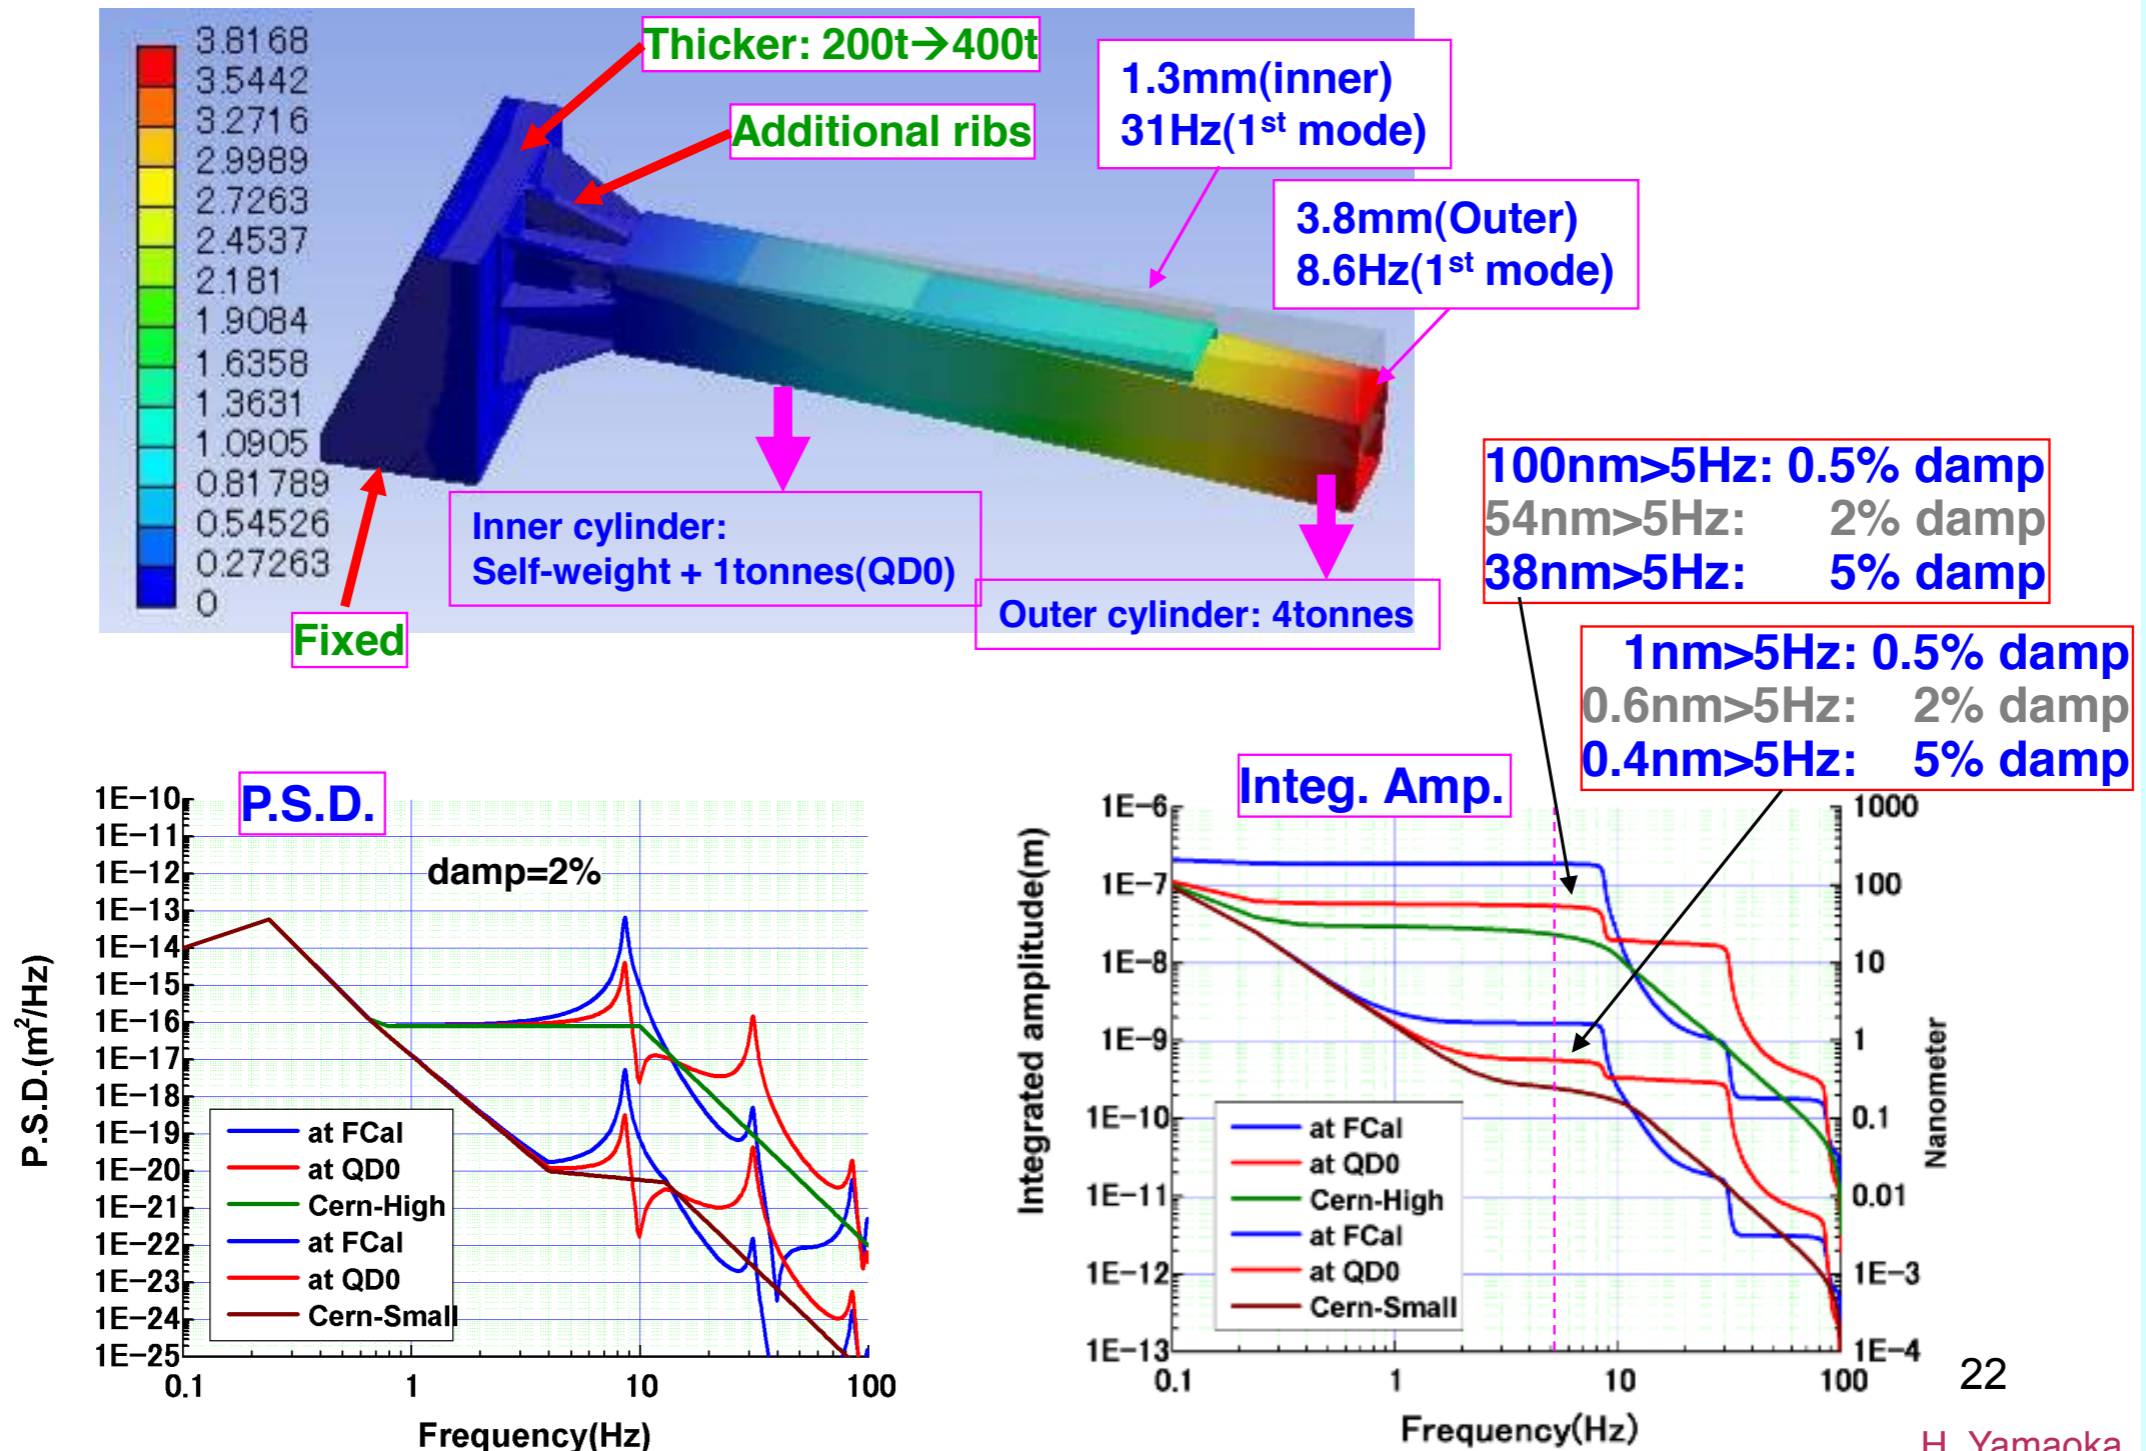 3.8168
3.5442
3.2716
2.9989
2.7263
2.4537
2.181
1.9084
1.6358
1.3631
1.0905
0.81789
0.54526
0.27263
0
Thicker: 200t→400t
Additional ribs
1.3mm(inner)
31Hz(1st mode)
3.8mm(Outer)
8.6Hz(1st mode)
Inner cylinder:
Self-weight + 1tonnes(QD0)
Outer cylinder: 4tonnes
Fixed
100nm>5Hz: 0.5% damp
54nm>5Hz: 2% damp
38nm>5Hz: 5% damp
1nm>5Hz: 0.5% damp
0.6nm>5Hz: 2% damp
0.4nm>5Hz: 5% damp
P.S.D.
damp=2%
P.S.D.(m2/Hz)
1E-10
1E-11
1E-12
1E-13
1E-14
1E-15
1E-16
1E-17
1E-18
1E-19
1E-20
1E-21
1E-22
1E-23
1E-24
1E-25
at FCal
at QD0
Cern-High
at FCal
at QD0
Cern-Small
0.1 1 10 100
Frequency(Hz)
Integ. Amp.
Integrated amplitude(m)
1E-6
1E-7
1E-8
1E-9
1E-10
1E-11
1E-12
1E-13
at FCal
at QD0
Cern-High
at FCal
at QD0
Cern-Small
1000
100
10
1
0.1
0.01
1E-3
1E-4
Nanometer
0.1 1 10 100
Frequency(Hz)
22
H. Yamaoka